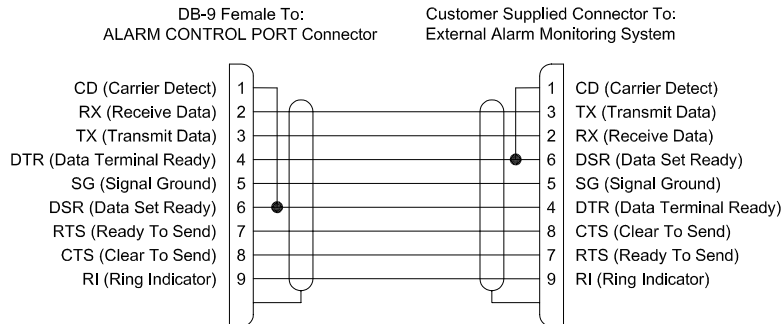 DB-9 Female To:
ALARM CONTROL PORT Connector
Customer Supplied Connector To:
External Alarm Monitoring System
CD (Carrier Detect) 1 1 CD (Carrier Detect)
RX (Receive Data) 2 3 TX (Transmit Data)
TX (Transmit Data) 3 2 RX (Receive Data)
DTR (Data Terminal Ready) 4 6 DSR (Data Set Ready)
SG (Signal Ground) 5 5 SG (Signal Ground)
DSR (Data Set Ready) 6 4 DTR (Data Terminal Ready)
RTS (Ready To Send) 7 8 CTS (Clear To Send)
CTS (Clear To Send) 8 7 RTS (Ready To Send)
RI (Ring Indicator) 9 9 RI (Ring Indicator)